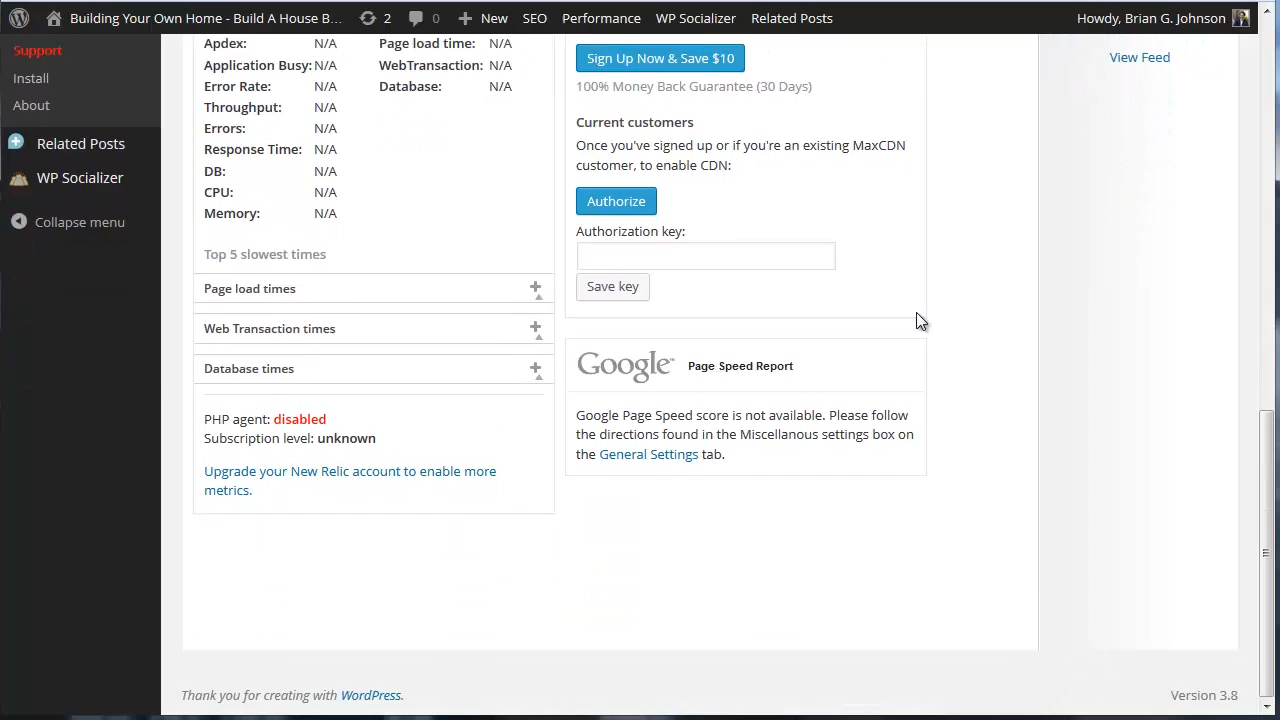 Building Your Own Home - Build A House B... 2 0 New SEO Performance WP Socializer Related Posts Howdy, Brian G. Johnson
Support
Install
About
Related Posts
WP Socializer
Collapse menu
Apdex: N/A Page load time: N/A
Application Busy: N/A WebTransaction: N/A
Error Rate: N/A Database: N/A
Throughput: N/A
Errors: N/A
Response Time: N/A
DB: N/A
CPU: N/A
Memory: N/A
Top 5 slowest times
Page load times
Web Transaction times
Database times
PHP agent: disabled
Subscription level: unknown
Upgrade your New Relic account to enable more
metrics.
Sign Up Now & Save $10
100% Money Back Guarantee (30 Days)
Current customers
Once you've signed up or if you're an existing MaxCDN
customer, to enable CDN:
Authorize
Authorization key:
Save key
Google™ Page Speed Report
Google Page Speed score is not available. Please follow
the directions found in the Miscellanous settings box on
the General Settings tab.
View Feed
Thank you for creating with WordPress. Version 3.8